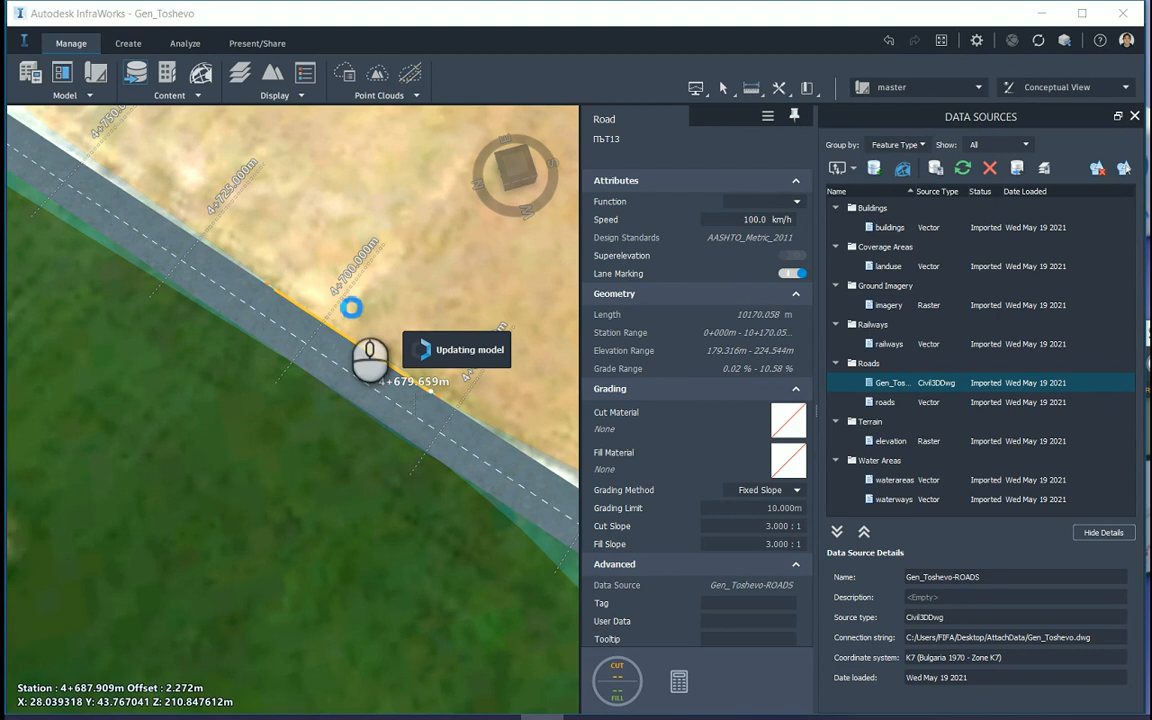 Autodesk InfraWorks - Gen_Toshevo
Manage Create Analyze Present/Share
Model Content Display Point Clouds
master
Conceptual View
4+750.0
4+725.000m
4+700.000m
4+679.659m
Updating model
Station : 4+687.909m Offset : 2.272m
X: 28.039318 Y: 43.767041 Z: 210.847612m
Road
ПЪТ13
Attributes
Function
Speed 100.0 km/h
Design Standards AASHTO_Metric_2011
Superelevation
Lane Marking
Geometry
Length 10170.058 m
Station Range 0+000m - 10+170.05...
Elevation Range 179.316m - 224.544m
Grade Range 0.02 % - 10.58 %
Grading
Cut Material
None
Fill Material
None
Grading Method Fixed Slope
Grading Limit 10.000m
Cut Slope 3.000 : 1
Fill Slope 3.000 : 1
Advanced
Data Source Gen_Toshevo-ROADS
Tag
User Data
Tooltip
CUT
--
--
FILL
DATA SOURCES
Group by: Feature Type Show: All
Name Source Type Status Date Loaded
Buildings
buildings Vector Imported Wed May 19 2021
Coverage Areas
landuse Vector Imported Wed May 19 2021
Ground Imagery
imagery Raster Imported Wed May 19 2021
Railways
railways Vector Imported Wed May 19 2021
Roads
Gen_Tos... Civil3DDwg Imported Wed May 19 2021
roads Vector Imported Wed May 19 2021
Terrain
elevation Raster Imported Wed May 19 2021
Water Areas
waterareas Vector Imported Wed May 19 2021
waterways Vector Imported Wed May 19 2021
Hide Details
Data Source Details
Name: Gen_Toshevo-ROADS
Description: <Empty>
Source type: Civil3DDwg
Connection string: C:/Users/FIFA/Desktop/AttachData/Gen_Toshevo.dwg
Coordinate system: K7 (Bulgaria 1970 - Zone K7)
Date loaded: Wed May 19 2021